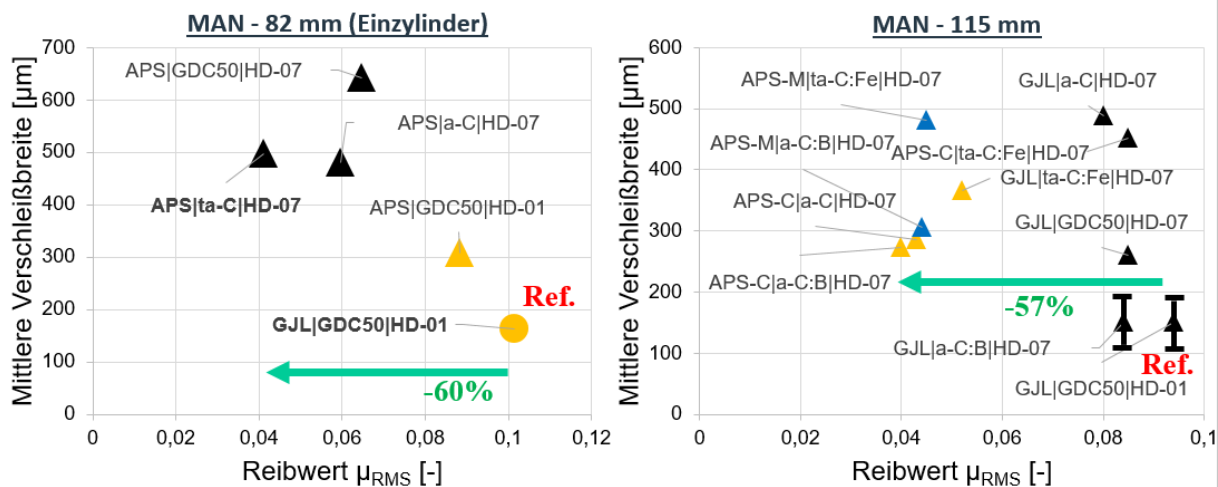 MAN - 82 mm (Einzylinder)
Mittlere Verschleißbreite [µm]
700
600
500
400
300
200
100
0
APS|GDC50|HD-07
APS|a-C|HD-07
APS|ta-C|HD-07
APS|GDC50|HD-01
Ref.
GJL|GDC50|HD-01
-60%
0
0,02
0,04
0,06
0,08
0,1
0,12
Reibwert µRMS [-]
MAN - 115 mm
Mittlere Verschleißbreite [µm]
600
500
400
300
200
100
0
APS-M|ta-C:Fe|HD-07
GJL|a-C|HD-07
APS-M|a-C:B|HD-07
APS-C|ta-C:Fe|HD-07
GJL|ta-C:Fe|HD-07
APS-C|a-C|HD-07
GJL|GDC50|HD-07
APS-C|a-C:B|HD-07
-57%
GJL|a-C:B|HD-07
Ref.
GJL|GDC50|HD-01
0
0,02
0,04
0,06
0,08
0,1
Reibwert µRMS [-]